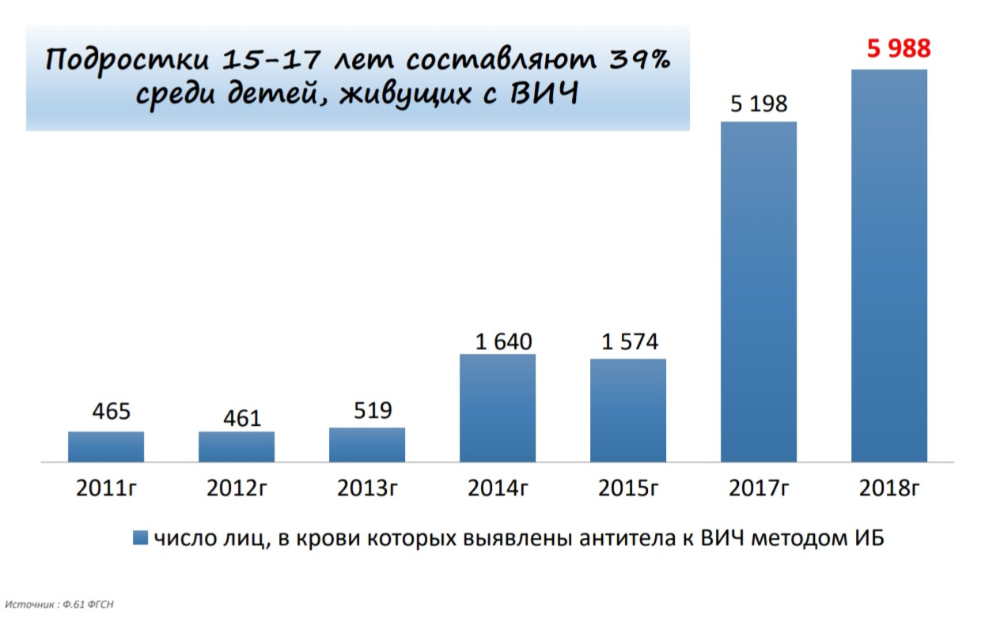 Подростки 15-17 лет составляют 39%
среди детей, живущих с ВИЧ
5 988
5 198
1 640
1 574
465
461
519
2011г
2012г
2013г
2014г
2015г
2017г
2018г
число лиц, в крови которых выявлены антитела к ВИЧ методом ИБ
Источник : Ф.61 ФГСН